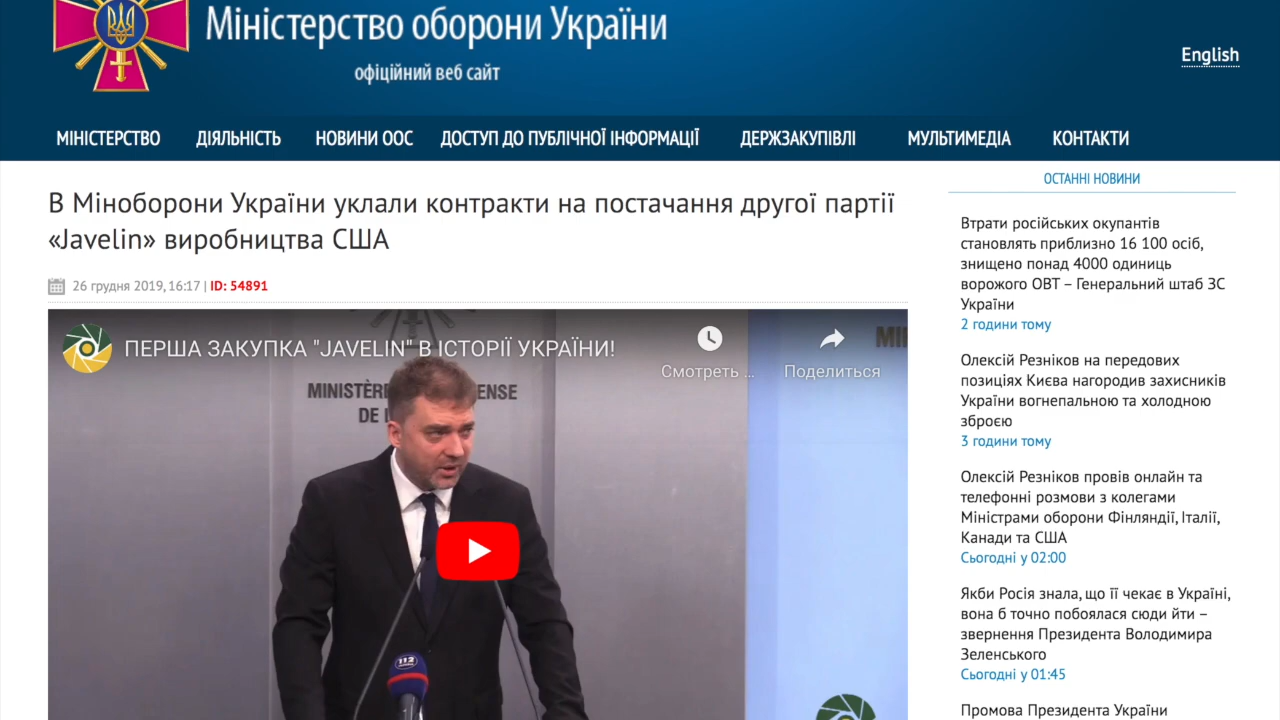 Міністерство оборони України
офіційний веб сайт
English
МІНІСТЕРСТВО ДІЯЛЬНІСТЬ НОВИНИ ООС ДОСТУП ДО ПУБЛІЧНОЇ ІНФОРМАЦІЇ ДЕРЖЗАКУПІВЛІ МУЛЬТИМЕДІА КОНТАКТИ
В Міноборони України уклали контракти на постачання другої партії
«Javelin» виробництва США
26 грудня 2019, 16:17 | ID: 54891
ПЕРША ЗАКУПКА "JAVELIN" В ІСТОРІЇ УКРАЇНИ!
Смотреть ...
Поделиться
112
ОСТАННІ НОВИНИ
Втрати російських окупантів
становлять приблизно 16 100 осіб,
знищено понад 4000 одиниць
ворожого ОВТ – Генеральний штаб ЗС
України
2 години тому
Олексій Резніков на передових
позиціях Києва нагородив захисників
України вогнепальною та холодною
зброєю
3 години тому
Олексій Резніков провів онлайн та
телефонні розмови з колегами
Міністрами оборони Фінляндії, Італії,
Канади та США
Сьогодні у 02:00
Якби Росія знала, що її чекає в Україні,
вона б точно побоялася сюди йти –
звернення Президента Володимира
Зеленського
Сьогодні у 01:45
Промова Президента України